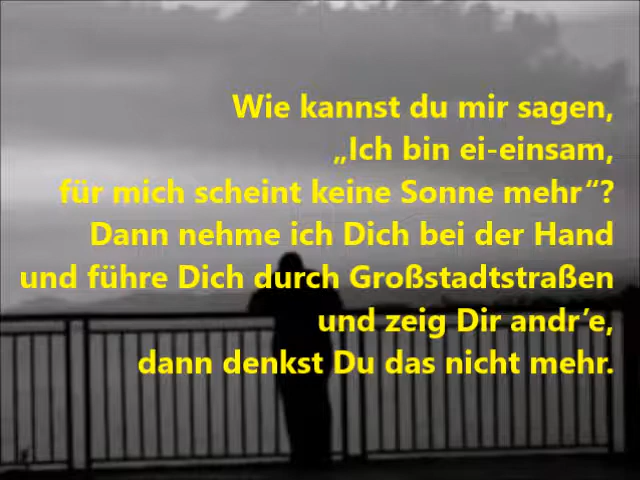 Wie kannst du mir sagen,
„Ich bin ei-einsam,
für mich scheint keine Sonne mehr“?
Dann nehme ich Dich bei der Hand
und führe Dich durch Großstadtstraßen
und zeig Dir andr’e,
dann denkst Du das nicht mehr.